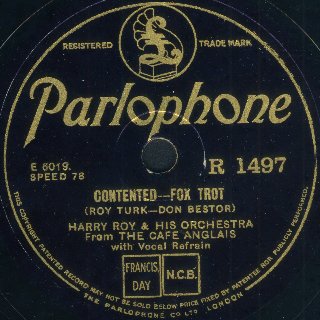 REGISTERED TRADE MARK
Parlophone
E 6019.
SPEED 78
R 1497
CONTENTED--FOX TROT
(ROY TURK—DON BESTOR)
HARRY ROY & HIS ORCHESTRA
From THE CAFE ANGLAIS
with Vocal Refrain
FRANCIS, DAY
N.C.B.
THIS COPYRIGHT RECORD MAY NOT BE SOLD BELOW PRICE FIXED BY PATENTEE NOR PUBLICLY PERFORMED.
THE PARLOPHONE CO LTD LONDON